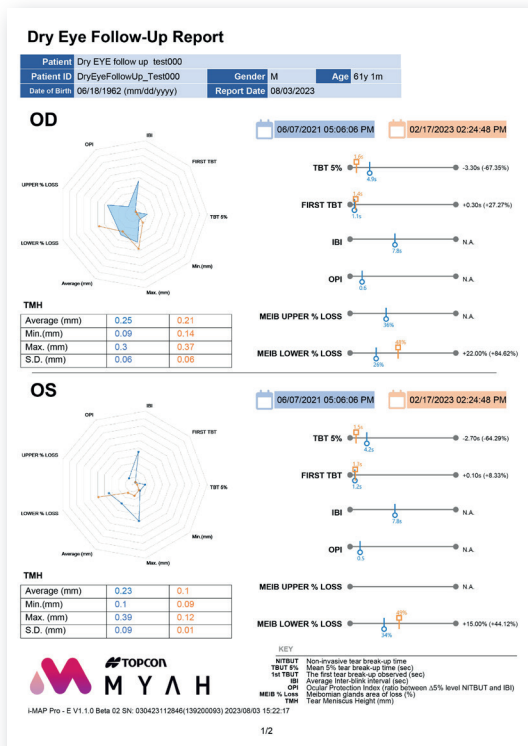 Dry Eye Follow-Up Report
Patient Dry EYE follow up test000
Patient ID DryEyeFollowUp_Test000 Gender M Age 61y 1m
Date of Birth 06/18/1962 (mm/dd/yyyy) Report Date 08/03/2023
OD
06/07/2021 05:06:06 PM 02/17/2023 02:24:48 PM
IBI
OPI
FIRST TBT
UPPER % LOSS
TBT 5%
LOWER % LOSS
Min.(mm)
Average (mm)
Max. (mm)
TBT 5% 1.6s 4.9s -3.30s (-67.35%)
FIRST TBT 1.4s 1.1s +0.30s (+27.27%)
IBI 7.8s N.A.
OPI 0.6 N.A.
MEIB UPPER % LOSS 36% N.A.
MEIB LOWER % LOSS 48% 26% +22.00% (+84.62%)
TMH
Average (mm) 0.25 0.21
Min.(mm) 0.09 0.14
Max. (mm) 0.3 0.37
S.D. (mm) 0.06 0.06
OS
06/07/2021 05:06:06 PM 02/17/2023 02:24:48 PM
IBI
OPI
FIRST TBT
UPPER % LOSS
TBT 5%
LOWER % LOSS
Min.(mm)
Average (mm)
Max. (mm)
TBT 5% 1.5s 4.2s -2.70s (-64.29%)
FIRST TBT 1.3s 1.2s +0.10s (+8.33%)
IBI 7.8s N.A.
OPI 0.5 N.A.
MEIB UPPER % LOSS N.A.
MEIB LOWER % LOSS 49% 34% +15.00% (+44.12%)
TMH
Average (mm) 0.23 0.1
Min.(mm) 0.1 0.09
Max. (mm) 0.39 0.12
S.D. (mm) 0.09 0.01
KEY
NITBUT Non-invasive tear break-up time
TBUT 5% Mean 5% tear break-up time (sec)
1st TBUT The first tear break-up observed (sec)
IBI Average Inter-blink interval (sec)
OPI Ocular Protection Index (ratio between Δ5% level NITBUT and IBI)
MEIB % Loss Meibomian glands area of loss (%)
TMH Tear Meniscus Height (mm)
TOPCON
MYAH
i-MAP Pro - E V1.1.0 Beta 02 SN: 030423112846(139200093) 2023/08/03 15:22:17
1/2